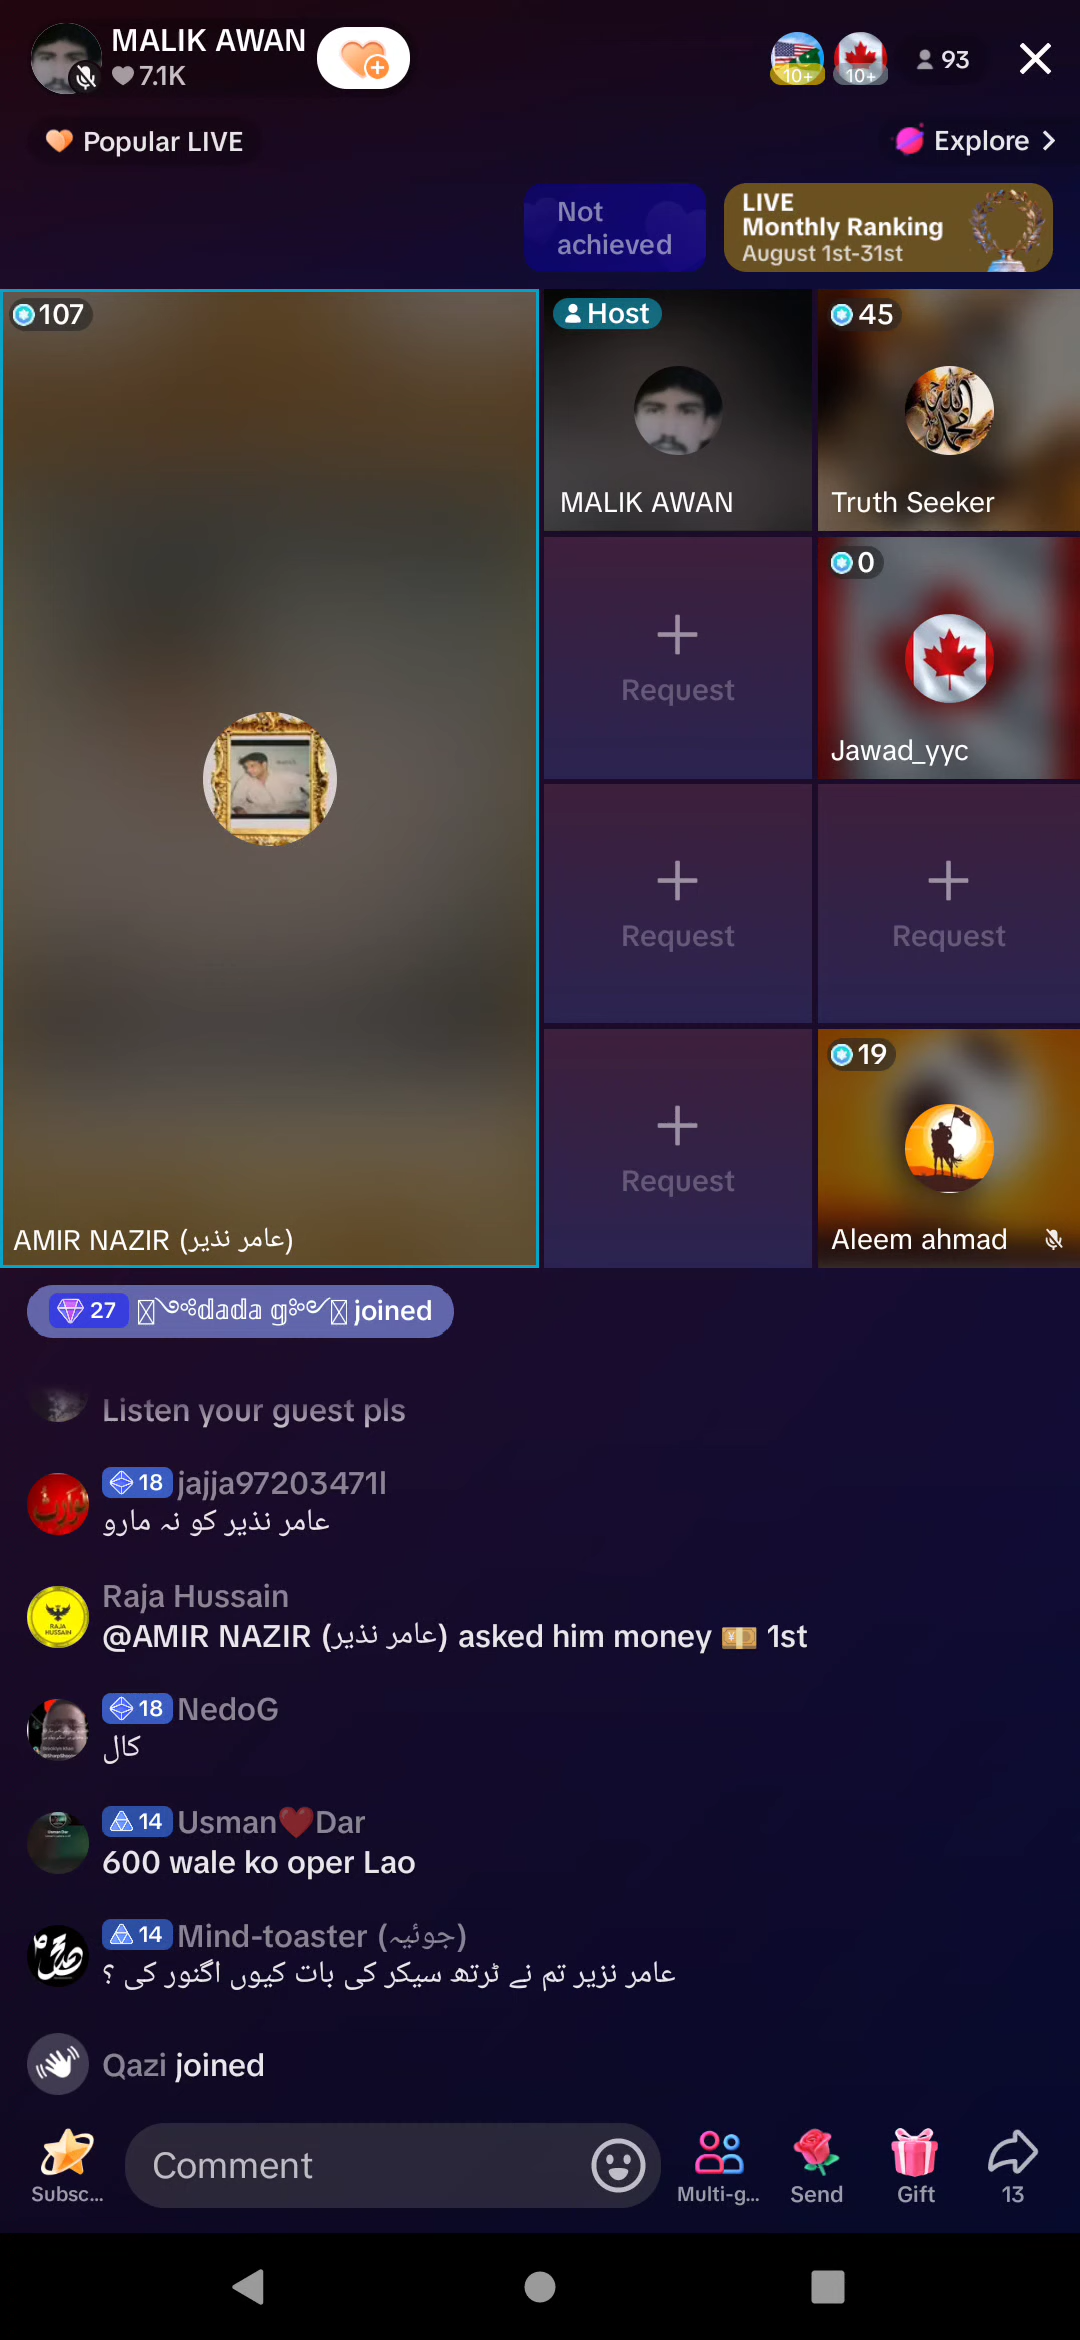 MALIK AWAN
7.1K
10+
10+
93
Popular LIVE
Explore
Not
achieved
LIVE
Monthly Ranking
August 1st-31st
107
Host
45
MALIK AWAN
Truth Seeker
0
Request
Jawad_yyc
Request
Request
19
Request
AMIR NAZIR (عامر نذیر)
Aleem ahmad
27 ༺𝕕𝕒𝕕𝕒 𝕘༻ joined
Listen your guest pls
18 jajja97203471l
عامر نذیر کو نہ مارو
Raja Hussain
@AMIR NAZIR (عامر نذیر) asked him money 💴 1st
18 NedoG
کال
14 Usman❤️Dar
600 wale ko oper Lao
14 Mind-toaster (جوئیہ)
عامر نزیر تم نے ٹرتھ سیکر کی بات کیوں اگنور کی ؟
Qazi joined
Comment
Subsc...
Multi-g...
Send
Gift
13